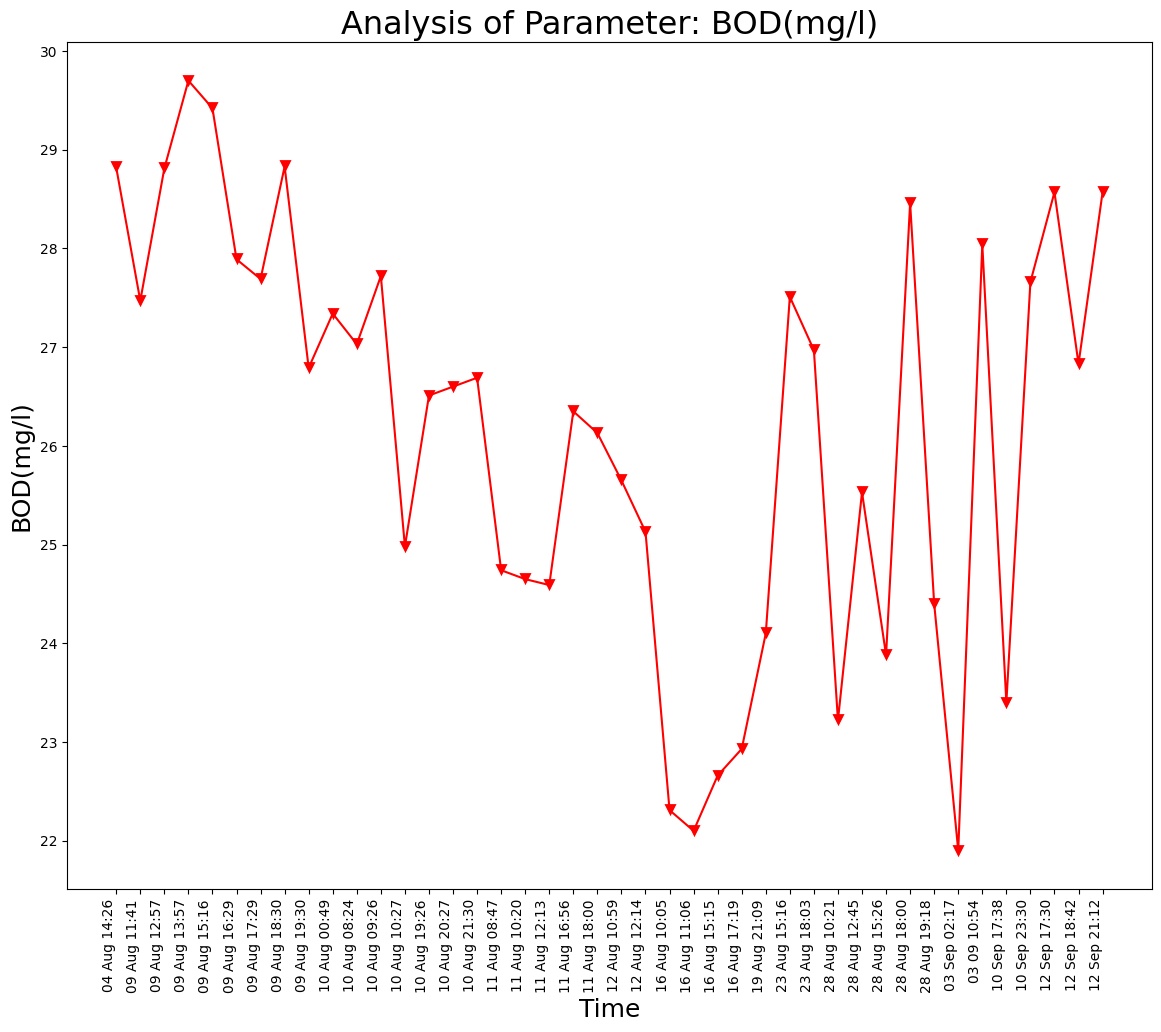 Analysis of Parameter: BOD(mg/l)
30
29
28
27
26
25
24
23
22
BOD(mg/l)
04 Aug 14:26
09 Aug 11:41
09 Aug 12:57
09 Aug 13:57
09 Aug 15:16
09 Aug 16:29
09 Aug 17:29
09 Aug 18:30
09 Aug 19:30
10 Aug 00:49
10 Aug 08:24
10 Aug 09:26
10 Aug 10:27
10 Aug 19:26
10 Aug 20:27
10 Aug 21:30
11 Aug 08:47
11 Aug 10:20
11 Aug 12:13
11 Aug 16:56
11 Aug 18:00
12 Aug 10:59
12 Aug 12:14
16 Aug 10:05
16 Aug 11:06
16 Aug 15:15
16 Aug 17:19
19 Aug 21:09
23 Aug 15:16
23 Aug 18:03
28 Aug 10:21
28 Aug 12:45
28 Aug 15:26
28 Aug 18:00
28 Aug 19:18
03 Sep 02:17
03 09 10:54
10 Sep 17:38
10 Sep 23:30
12 Sep 17:30
12 Sep 18:42
12 Sep 21:12
Time